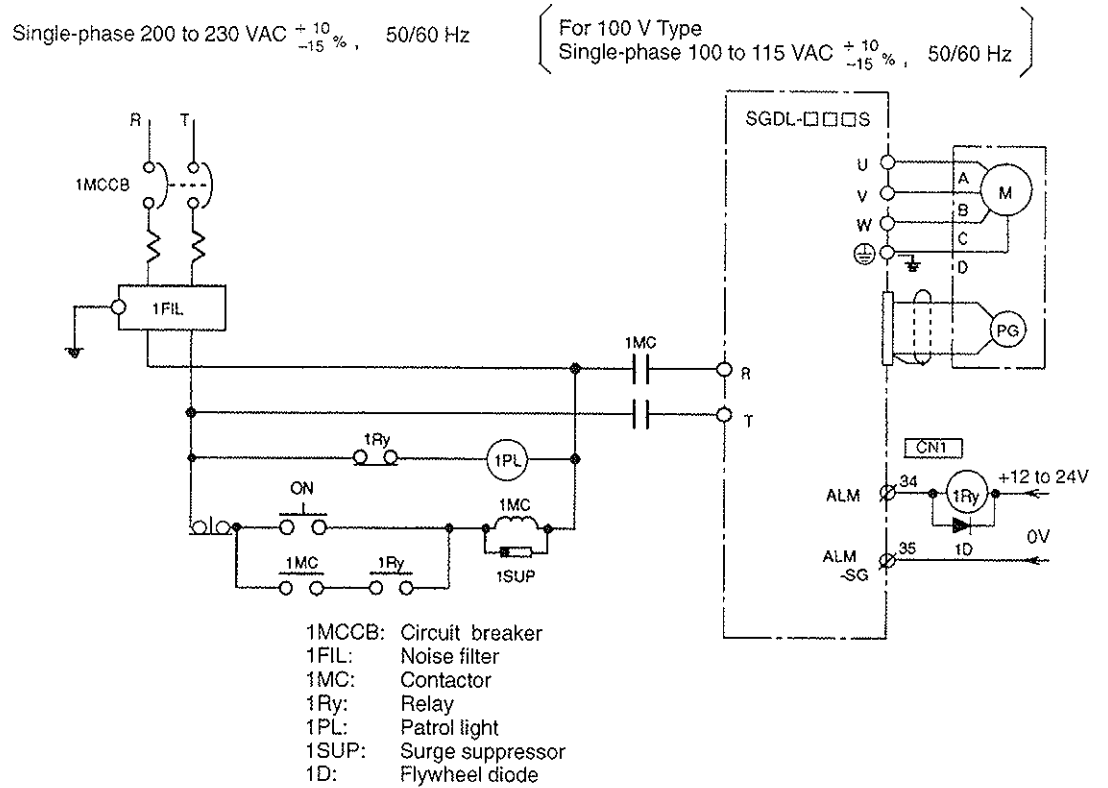 Single-phase 200 to 230 VAC +10 −15 %, 50/60 Hz
For 100 V Type
Single-phase 100 to 115 VAC +10 −15 %, 50/60 Hz
SGDL-□□□S
R T
1MCCB
1FIL
U
V
W
A
B
C
D
M
PG
1MC
R
T
1Ry
1PL
ON
1MC
1SUP
1MC 1Ry
CN1
ALM 34 1Ry +12 to 24V
1D
0V
ALM
-SG
35
1MCCB: Circuit breaker
1FIL: Noise filter
1MC: Contactor
1Ry: Relay
1PL: Patrol light
1SUP: Surge suppressor
1D: Flywheel diode